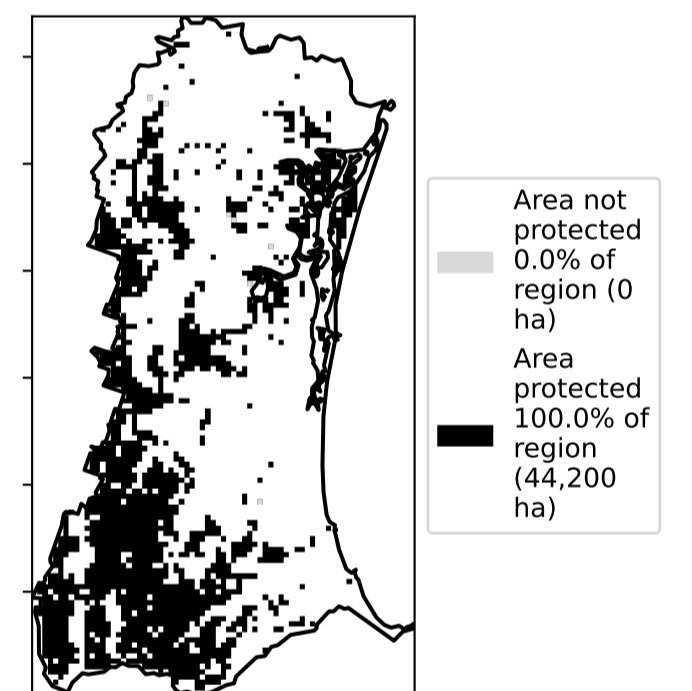 Area not
protected
0.0% of
region (0
ha)
Area
protected
100.0% of
region
(44,200
ha)